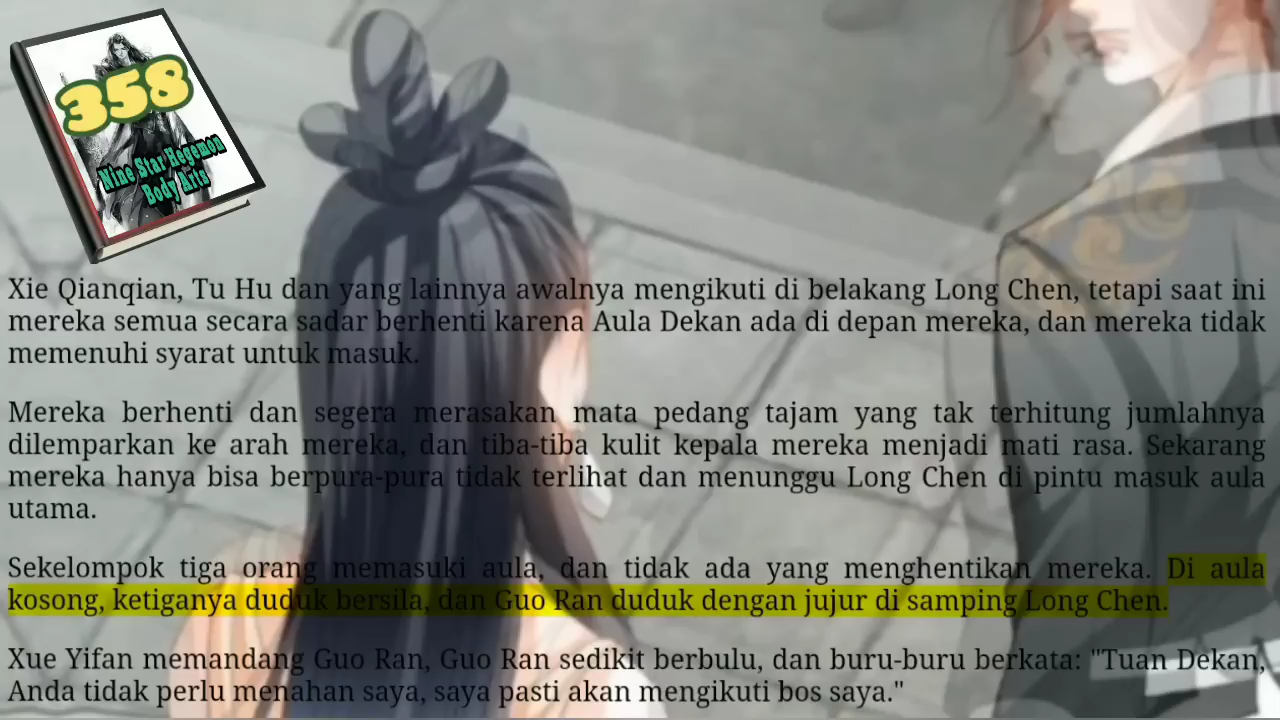 358
Nine Star Hegemon
Body Arts
Xie Qianqian, Tu Hu dan yang lainnya awalnya mengikuti di belakang Long Chen, tetapi saat ini
mereka semua secara sadar berhenti karena Aula Dekan ada di depan mereka, dan mereka tidak
memenuhi syarat untuk masuk.
Mereka berhenti dan segera merasakan mata pedang tajam yang tak terhitung jumlahnya
dilemparkan ke arah mereka, dan tiba-tiba kulit kepala mereka menjadi mati rasa. Sekarang
mereka hanya bisa berpura-pura tidak terlihat dan menunggu Long Chen di pintu masuk aula
utama.
Sekelompok tiga orang memasuki aula, dan tidak ada yang menghentikan mereka. Di aula
kosong, ketiganya duduk bersila, dan Guo Ran duduk dengan jujur di samping Long Chen.
Xue Yifan memandang Guo Ran, Guo Ran sedikit berbulu, dan buru-buru berkata: "Tuan Dekan,
Anda tidak perlu menahan saya, saya pasti akan mengikuti bos saya."